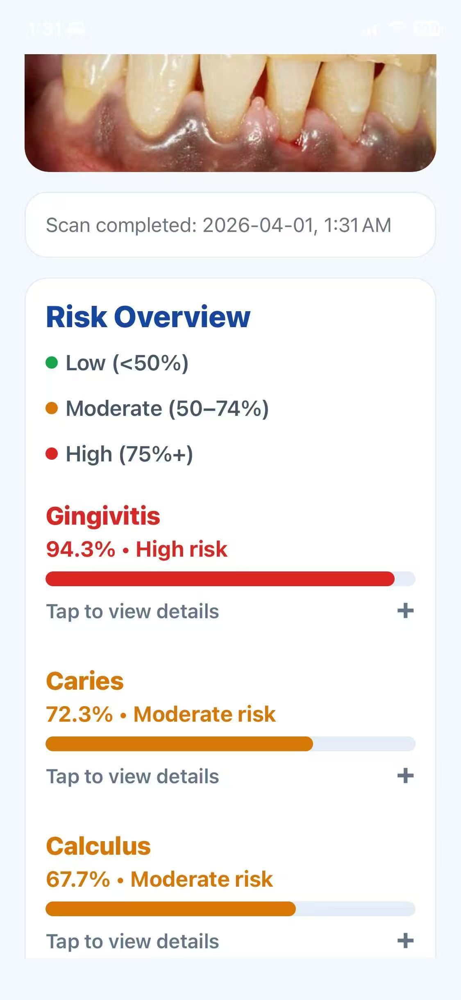 1:31
Scan completed: 2026-04-01, 1:31 AM
Risk Overview
Low (<50%)
Moderate (50–74%)
High (75%+)
Gingivitis
94.3% • High risk
Tap to view details
Caries
72.3% • Moderate risk
Tap to view details
Calculus
67.7% • Moderate risk
Tap to view details